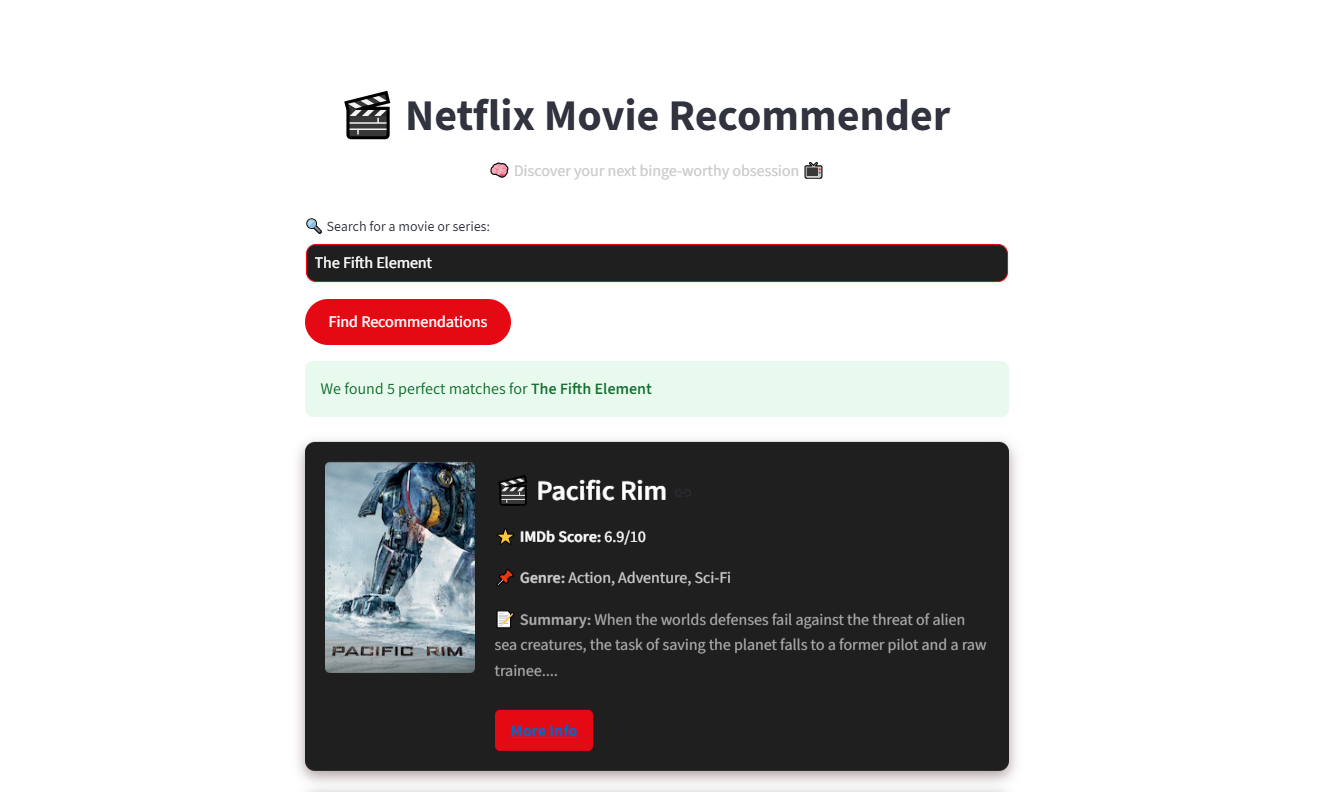 Netflix Movie Recommender
Discover your next binge-worthy obsession
Search for a movie or series:
The Fifth Element
Find Recommendations
We found 5 perfect matches for The Fifth Element
Pacific Rim
IMDb Score: 6.9/10
Genre: Action, Adventure, Sci-Fi
Summary: When the worlds defenses fail against the threat of alien
sea creatures, the task of saving the planet falls to a former pilot and a raw
trainee....
PACIFIC RIM
More Info